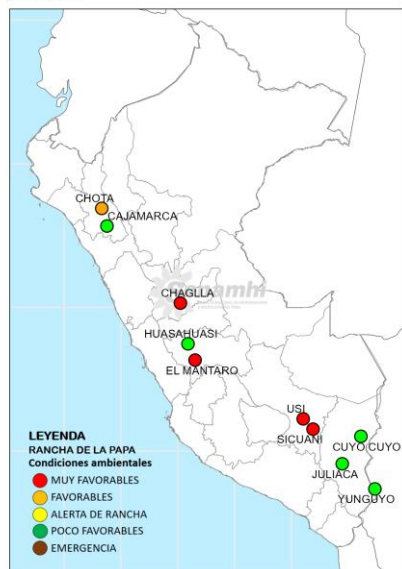 CHOTA
CAJAMARCA
CHAGLLA
Senamhi
HUASAHUASI
EL MANTARO
USI
SICUANI
CUYO CUYO
JULIACA
YUNGUYO
LEYENDA
RANCHA DE LA PAPA
Condiciones ambientales
MUY FAVORABLES
FAVORABLES
ALERTA DE RANCHA
POCO FAVORABLES
EMERGENCIA